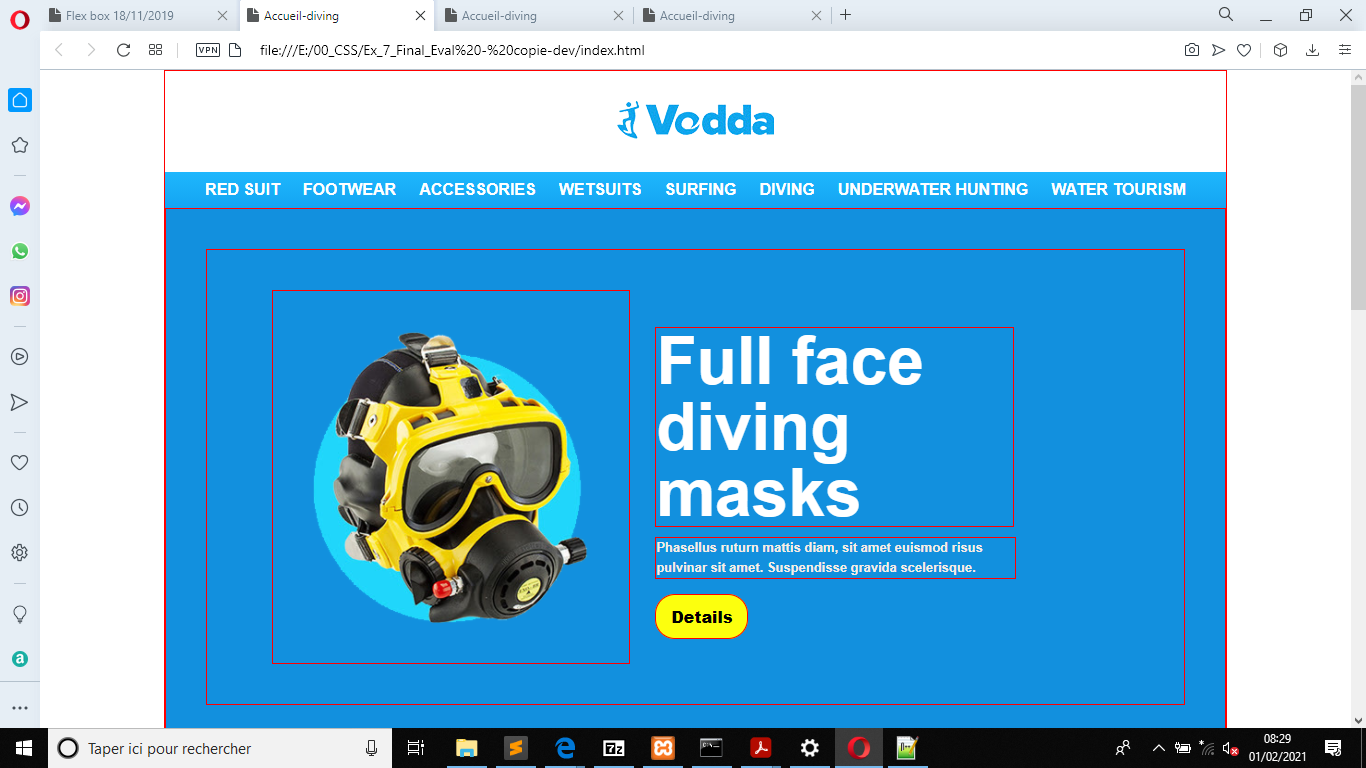 Flex box 18/11/2019
Accueil-diving
Accueil-diving
Accueil-diving
VPN
file:///E:/00_CSS/Ex_7_Final_Eval%20-%20copie-dev/index.html
Vodda
RED SUIT FOOTWEAR ACCESSORIES WETSUITS SURFING DIVING UNDERWATER HUNTING WATER TOURISM
Full face
diving
masks
Phasellus ruturn mattis diam, sit amet euismod risus
pulvinar sit amet. Suspendisse gravida scelerisque.
Details
a
Taper ici pour rechercher
7z
08:29
01/02/2021